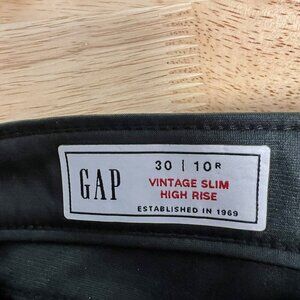 GAP
30 | 10R
VINTAGE SLIM
HIGH RISE
ESTABLISHED IN 1969